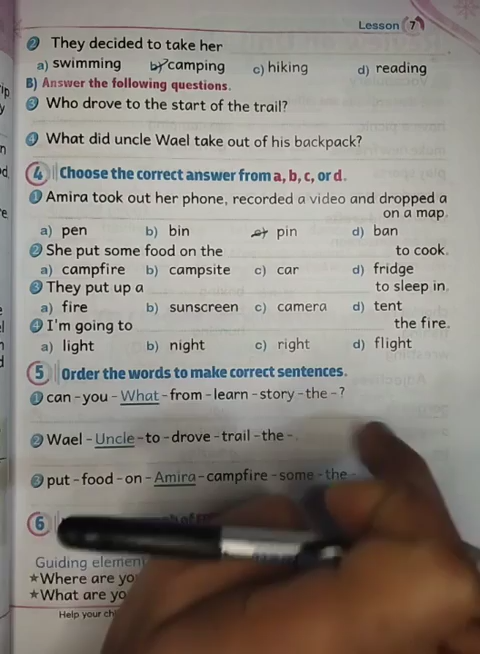 Lesson 7
2 They decided to take her
a) swimming b) camping c) hiking d) reading
B) Answer the following questions.
3 Who drove to the start of the trail?
4 What did uncle Wael take out of his backpack?
4 Choose the correct answer from a, b, c, or d.
1 Amira took out her phone, recorded a video and dropped a
on a map.
a) pen b) bin c) pin d) ban
2 She put some food on the to cook.
a) campfire b) campsite c) car d) fridge
3 They put up a to sleep in.
a) fire b) sunscreen c) camera d) tent
4 I'm going to the fire.
a) light b) night c) right d) flight
5 Order the words to make correct sentences.
1 can - you - What - from - learn - story - the - ?
2 Wael - Uncle - to - drove - trail - the - .
3 put - food - on - Amira - campfire - some - the -
6
Guiding
★Where are
★What are
Help your